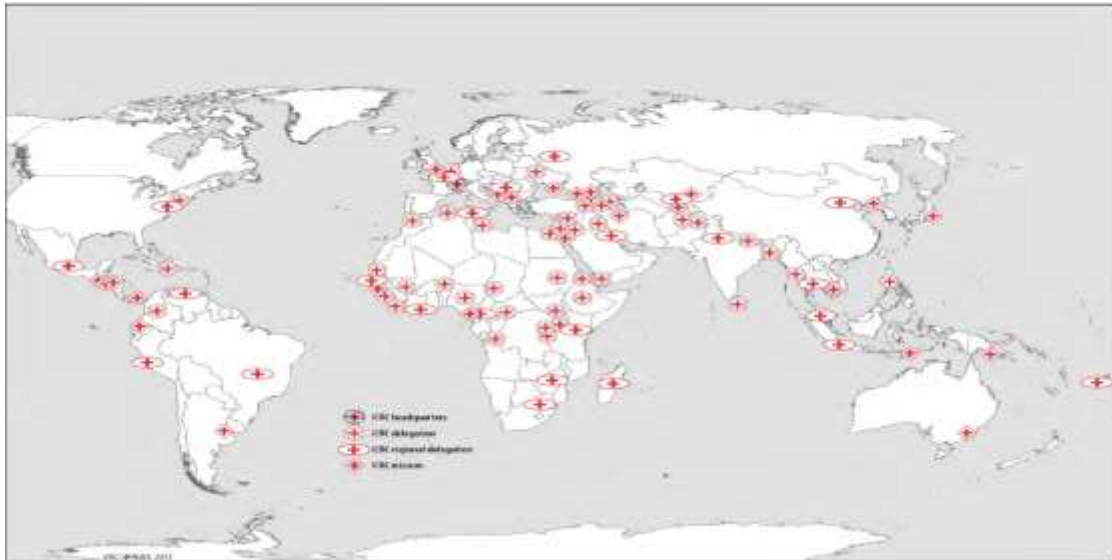 ICRC headquarters
ICRC delegation
ICRC regional delegation
ICRC mission